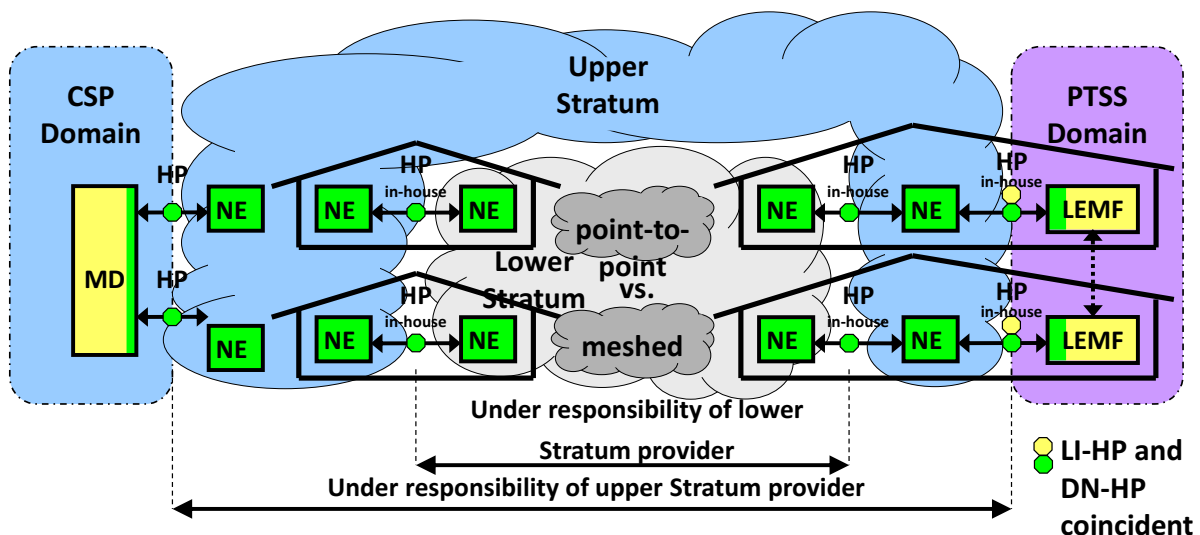 Upper
Stratum
CSP
Domain
PTSS
Domain
HP
HP
in-house
HP
in-house
HP
in-house
NE
NE
NE
NE
NE
LEMF
point-to-
point
vs.
meshed
Lower
Stratum
MD
HP
HP
in-house
HP
in-house
HP
in-house
NE
NE
NE
NE
NE
LEMF
Under responsibility of lower
Stratum provider
Under responsibility of upper Stratum provider
LI-HP and
DN-HP
coincident